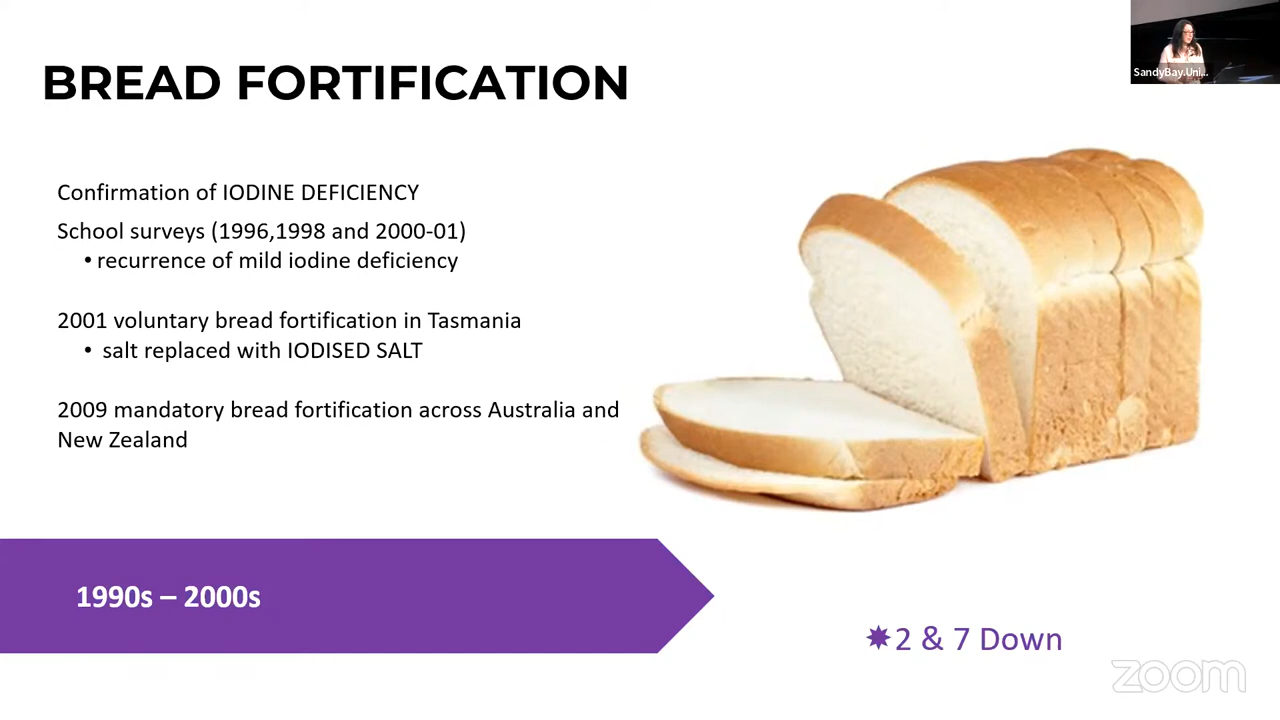 SandyBay.Uni...
BREAD FORTIFICATION
Confirmation of IODINE DEFICIENCY
School surveys (1996,1998 and 2000-01)
• recurrence of mild iodine deficiency
2001 voluntary bread fortification in Tasmania
• salt replaced with IODISED SALT
2009 mandatory bread fortification across Australia and
New Zealand
1990s – 2000s
✸2 & 7 Down
zoom